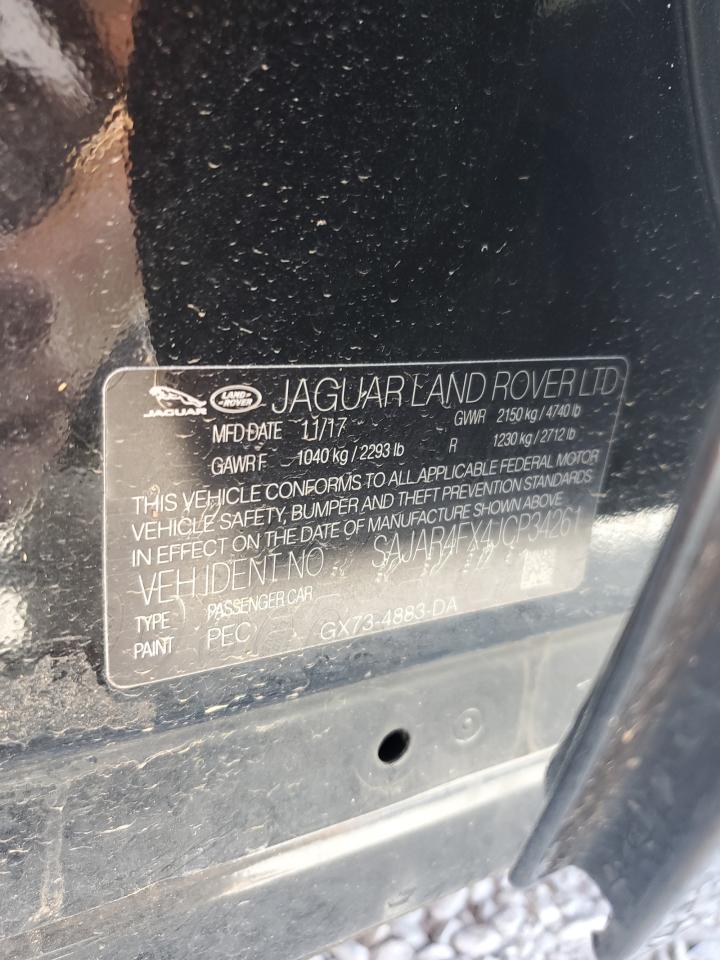 JAGUAR LAND ROVER JAGUAR LAND ROVER LTD
MFD DATE 11/17 GVWR 2150 kg / 4740 lb
GAWR F 1040 kg / 2293 lb R 1230 kg / 2712 lb
THIS VEHICLE CONFORMS TO ALL APPLICABLE FEDERAL MOTOR
VEHICLE SAFETY, BUMPER AND THEFT PREVENTION STANDARDS
IN EFFECT ON THE DATE OF MANUFACTURE SHOWN ABOVE
VEH IDENT NO SAJAR4FX4JCP34261
TYPE PASSENGER CAR
PAINT PEC GX73-4883-DA